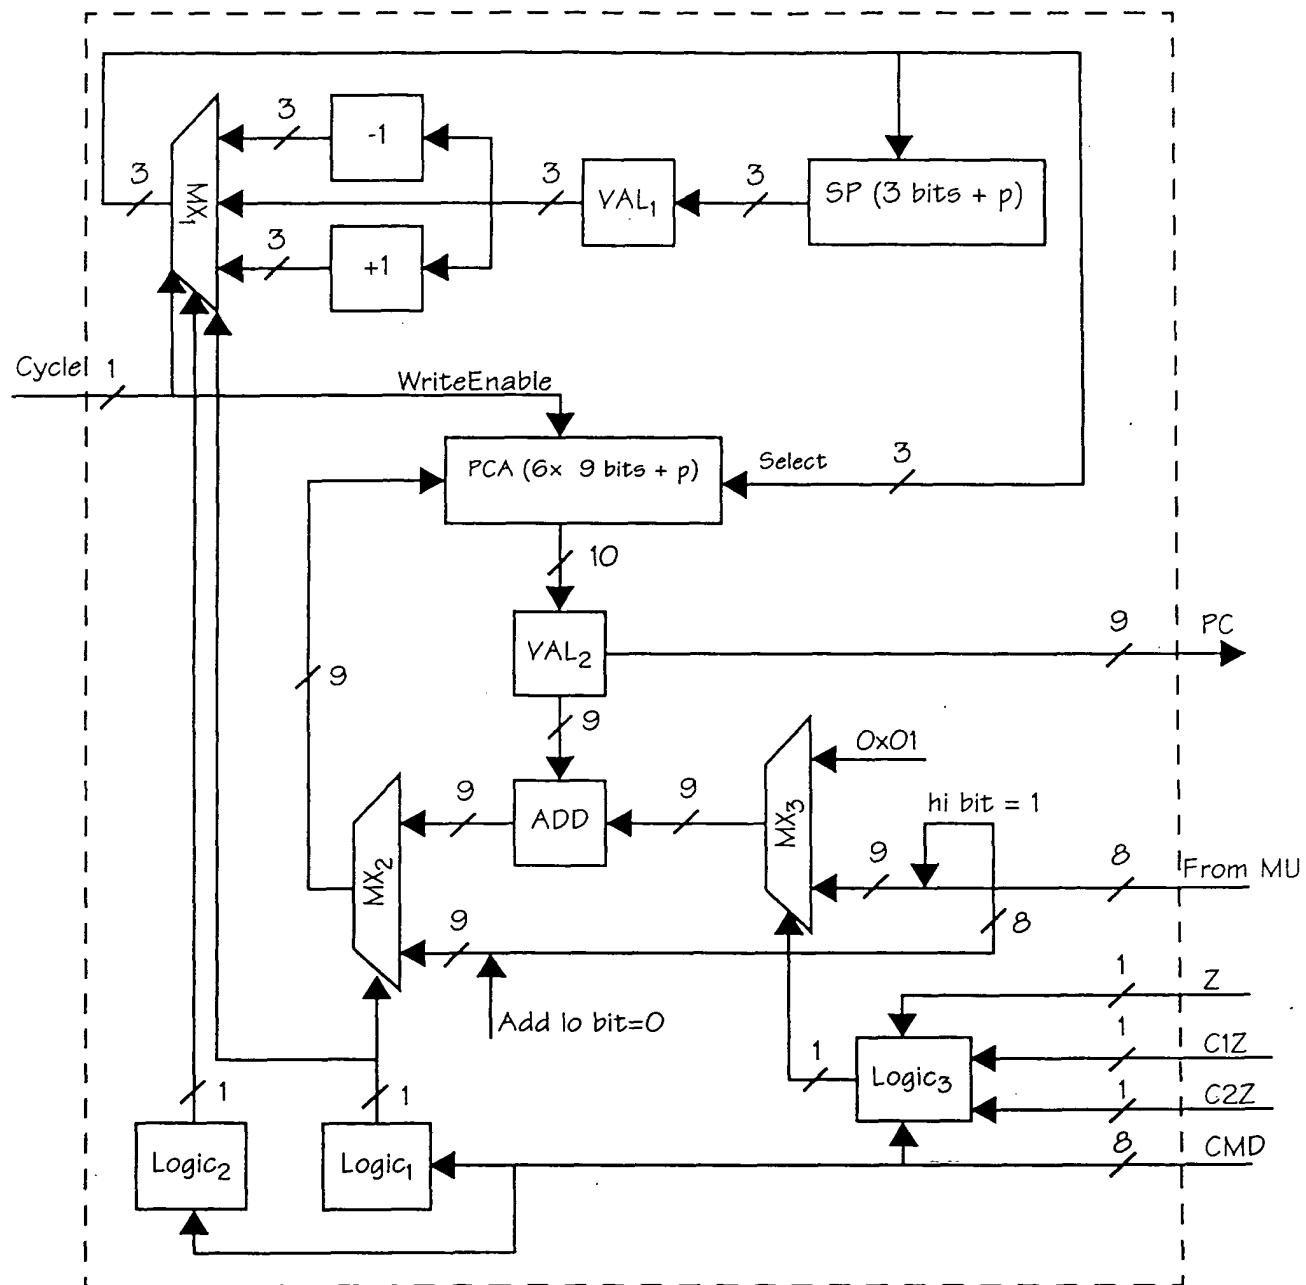 3
-1
3
MX1
3
VAL1
3
SP (3 bits + p)
3
+1
Cycle
1
WriteEnable
PCA (6x 9 bits + p)
Select
3
10
9
VAL2
9
PC
9
0x01
9
ADD
9
MX3
hi bit = 1
MX2
9
8
From MU
9
8
Add lo bit=0
1
Z
1
Logic3
1
C1Z
1
C2Z
1
1
Logic2
Logic1
8
CMD